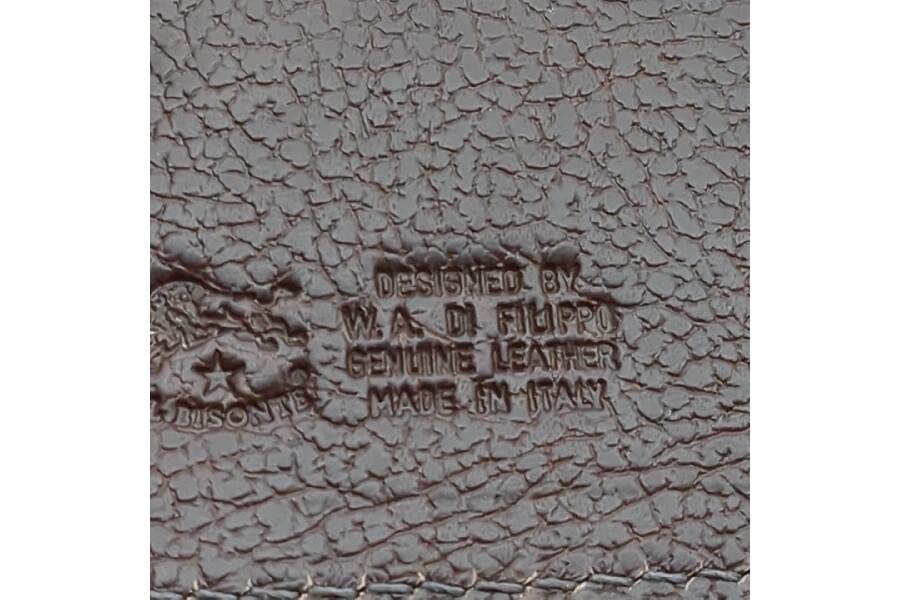 DESIGNED BY
W. A. DI FILIPPO
GENUINE LEATHER
MADE IN ITALY
BISONTE